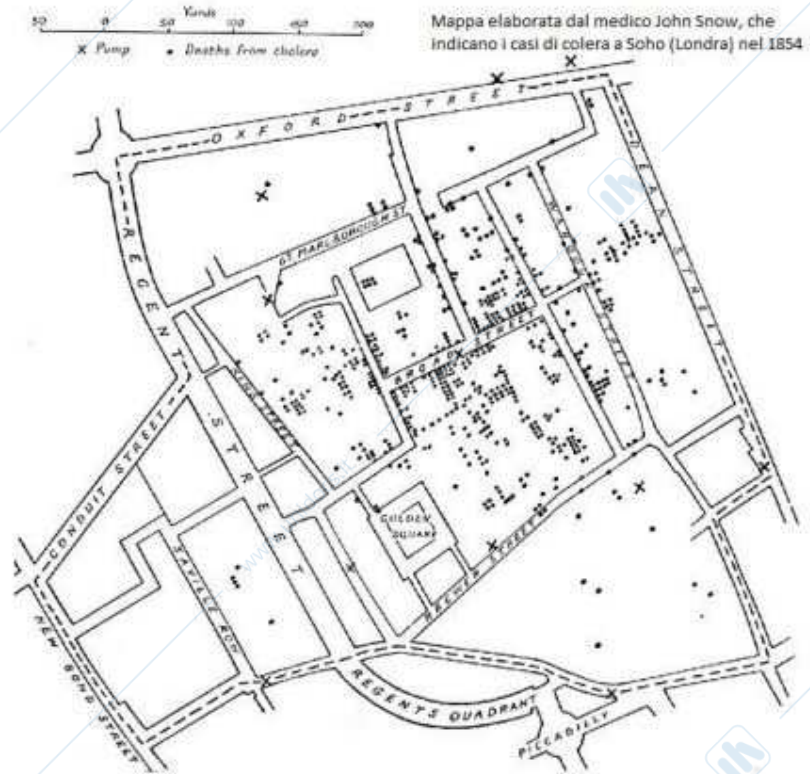 Yards
50 0 50 100 200
X Pump • Deaths from cholera
Mappa elaborata dal medico John Snow, che
indicano i casi di colera a Soho (Londra) nel 1854
OXFORD STREET
DEAN STREET
REGENT STREET
GT. MARLBOROUGH ST
BROAD STREET
STREET
CONDUIT STREET
GOLDEN
SQUARE
BREWER STREET
SAVILLE ROW
NEW BOND STREET
REGENTS QUADRANT
PICCADILLY